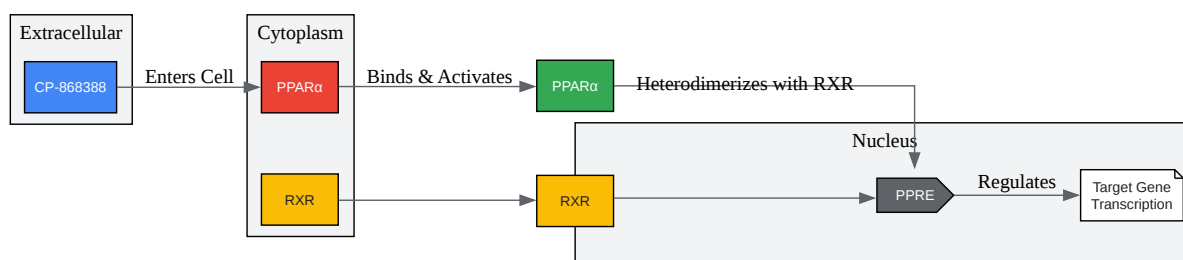 Extracellular
Cytoplasm
CP-868388
Enters Cell
PPARα
Binds & Activates
PPARα
Heterodimerizes with RXR
Nucleus
RXR
RXR
PPRE
Regulates
Target Gene
Transcription